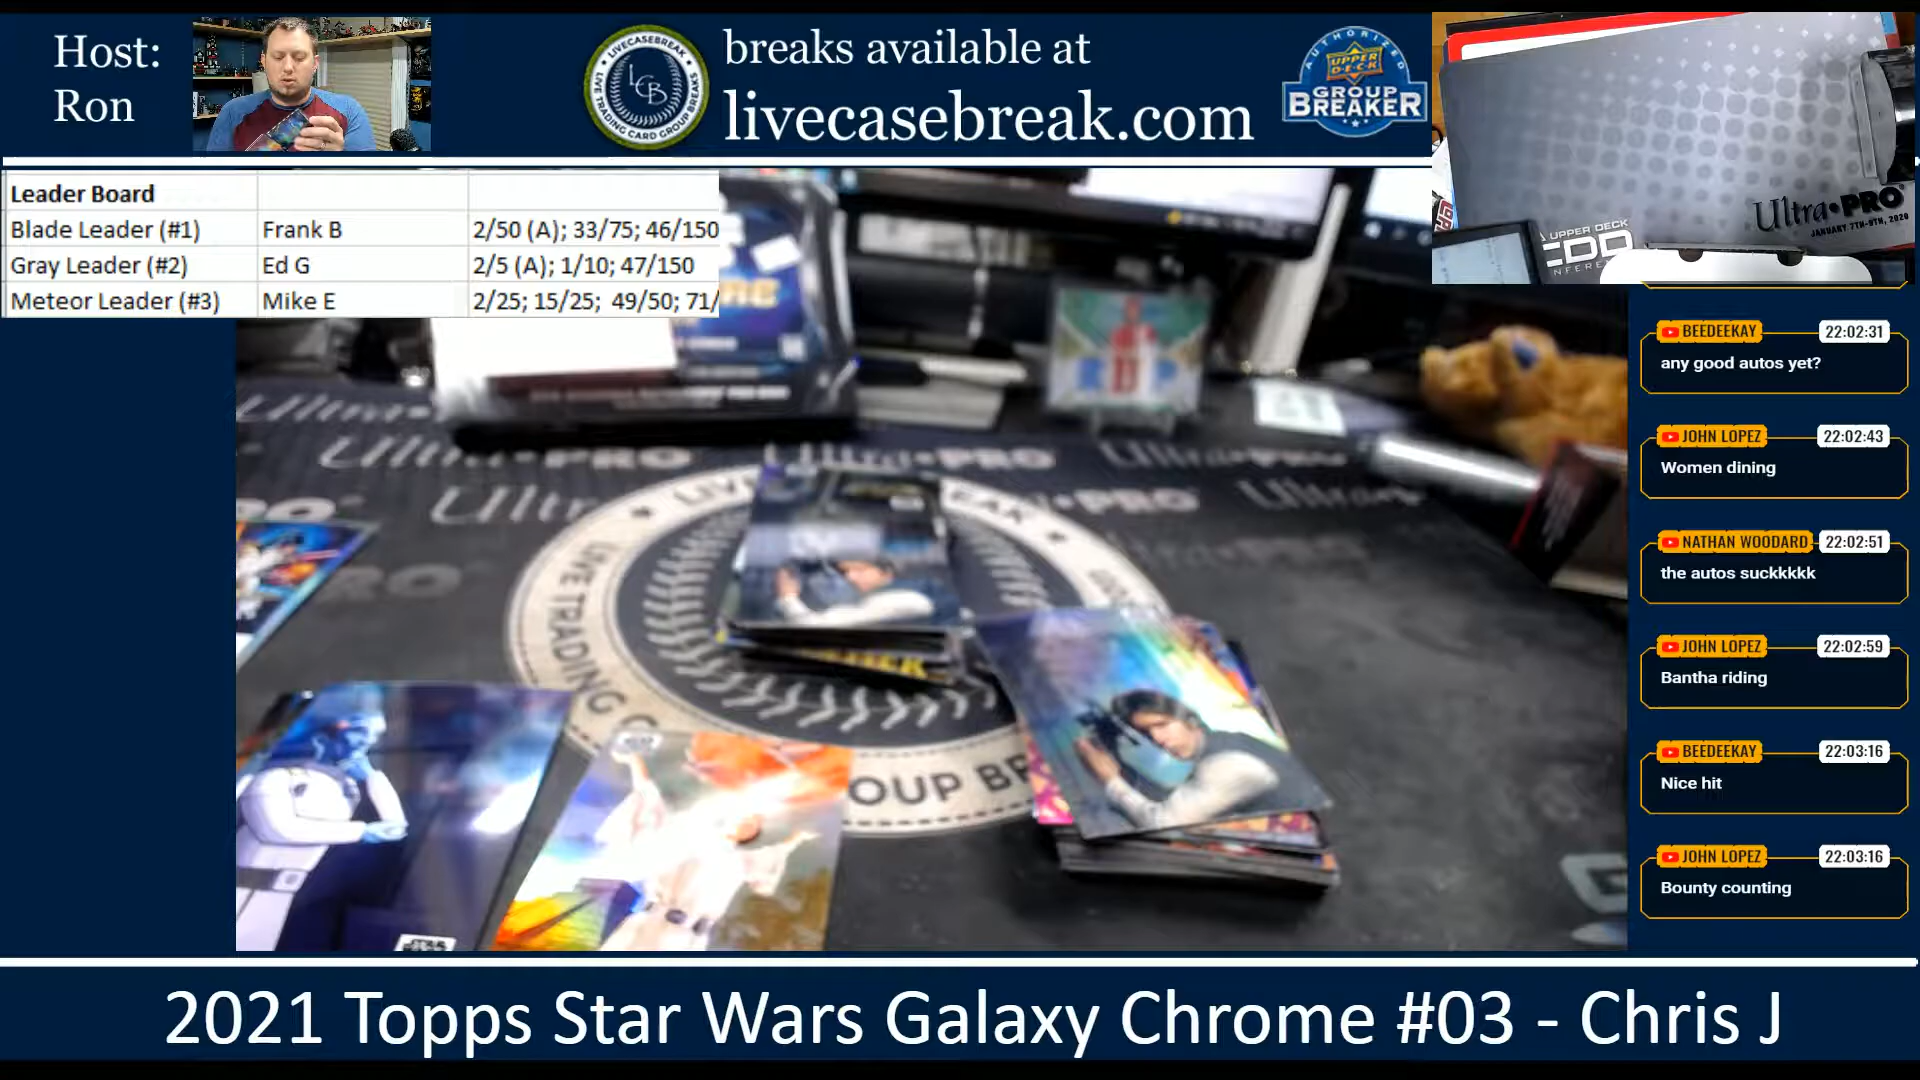 Host:
Ron
LIVECASEBREAK
LCB
LIVE TRADING CARD GROUP BREAKS
breaks available at
livecasebreak.com
AUTHORIZED
UPPER DECK
GROUP
BREAKER
Ultra•PRO
JANUARY 7TH-9TH, 2020
UPPER DECK
Leader Board
Blade Leader (#1) Frank B 2/50 (A); 33/75; 46/150
Gray Leader (#2) Ed G 2/5 (A); 1/10; 47/150
Meteor Leader (#3) Mike E 2/25; 15/25; 49/50; 71/
BEEDEEKAY 22:02:31
any good autos yet?
JOHN LOPEZ 22:02:43
Women dining
NATHAN WOODARD 22:02:51
the autos suckkkkk
JOHN LOPEZ 22:02:59
Bantha riding
BEEDEEKAY 22:03:16
Nice hit
JOHN LOPEZ 22:03:16
Bounty counting
2021 Topps Star Wars Galaxy Chrome #03 - Chris J